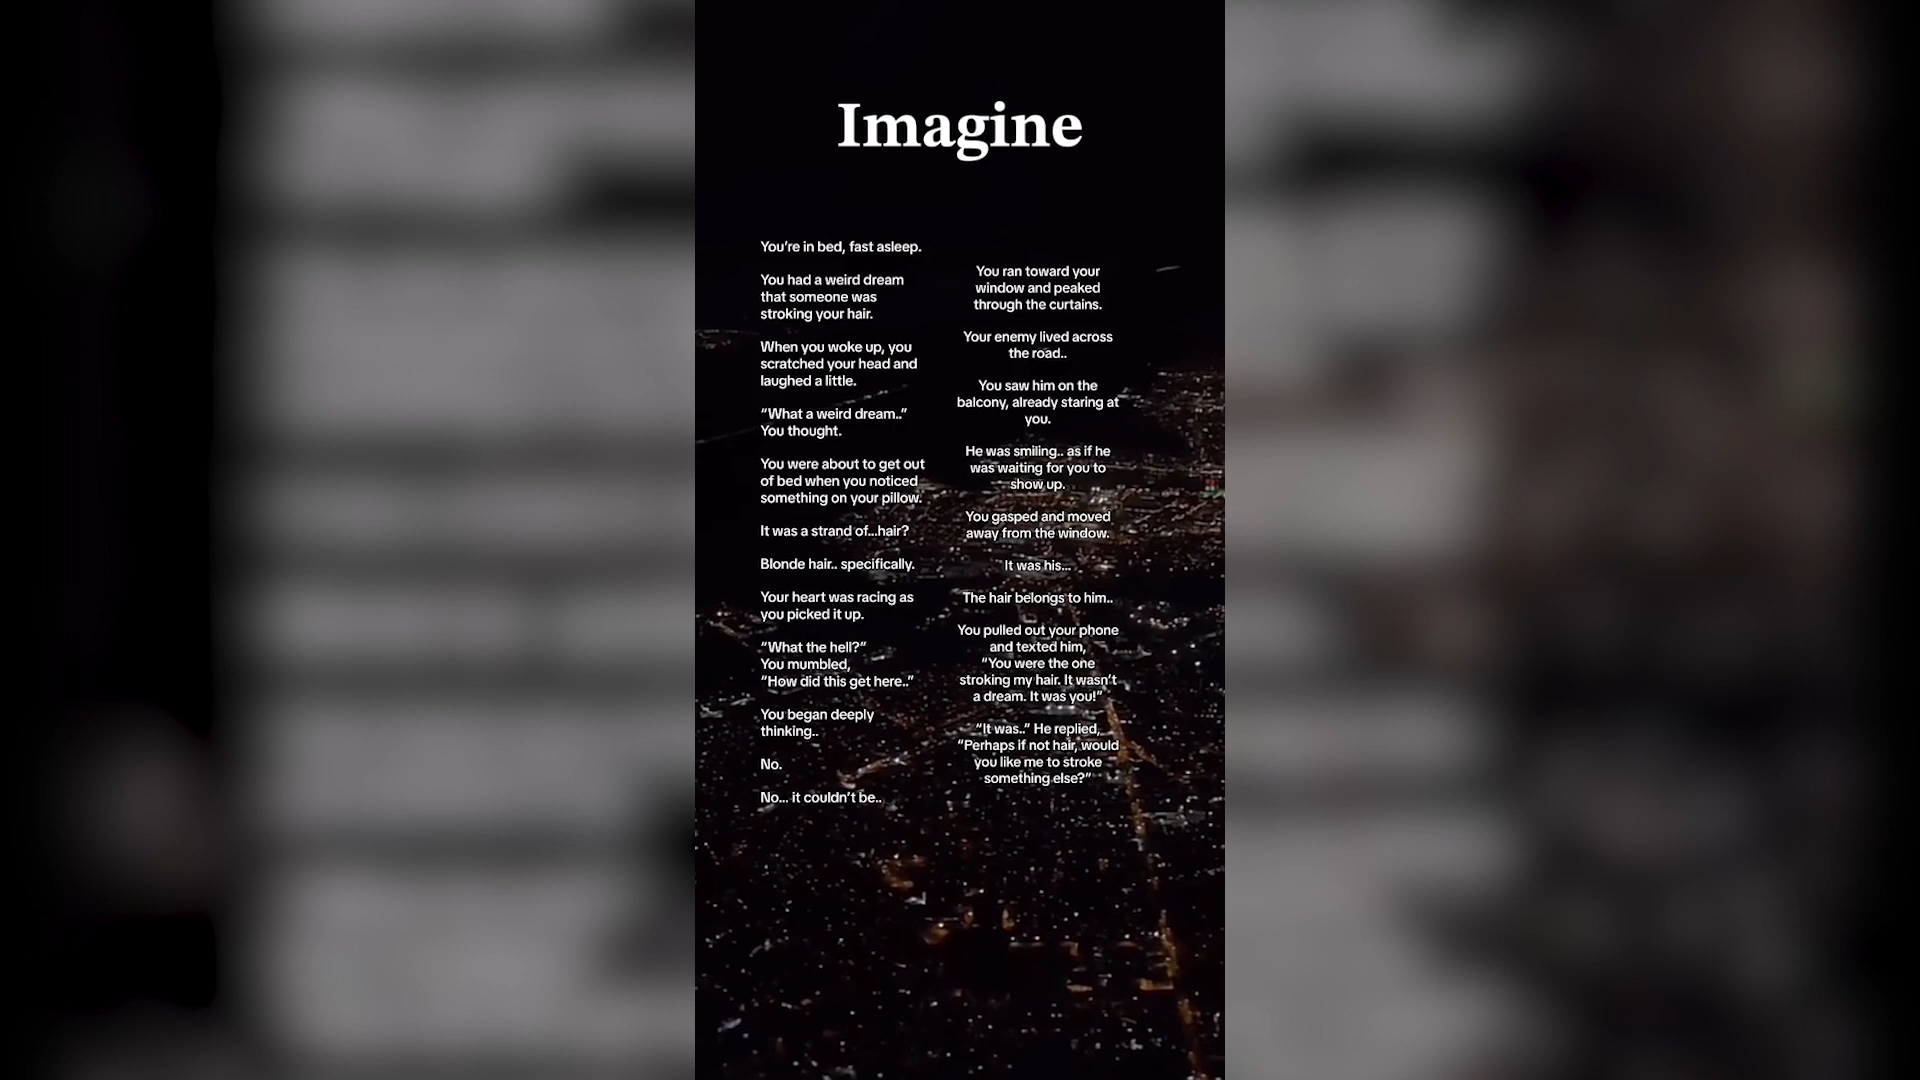 Imagine
You're in bed, fast asleep.
You had a weird dream
that someone was
stroking your hair.
When you woke up, you
scratched your head and
laughed a little.
“What a weird dream..”
You thought.
You were about to get out
of bed when you noticed
something on your pillow.
It was a strand of...hair?
Blonde hair.. specifically.
Your heart was racing as
you picked it up.
“What the hell?”
You mumbled,
“How did this get here..”
You began deeply
thinking..
No.
No... it couldn't be..
You ran toward your
window and peaked
through the curtains.
Your enemy lived across
the road..
You saw him on the
balcony, already staring at
you.
He was smiling.. as if he
was waiting for you to
show up.
You gasped and moved
away from the window.
It was his...
The hair belongs to him..
You pulled out your phone
and texted him,
“You were the one
stroking my hair. It wasn't
a dream. It was you!”
“It was..” He replied,
“Perhaps if not hair, would
you like me to stroke
something else?”